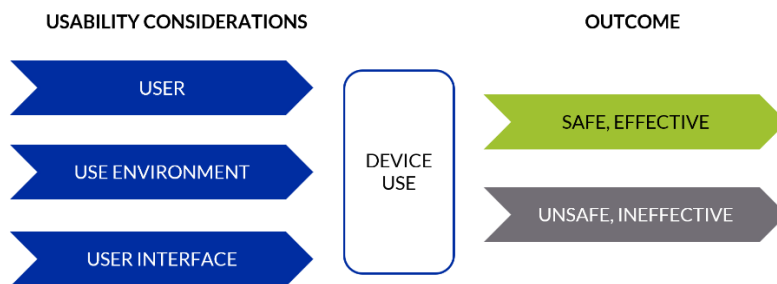 USABILITY CONSIDERATIONS
OUTCOME
USER
USE ENVIRONMENT
USER INTERFACE
DEVICE
USE
SAFE, EFFECTIVE
UNSAFE, INEFFECTIVE